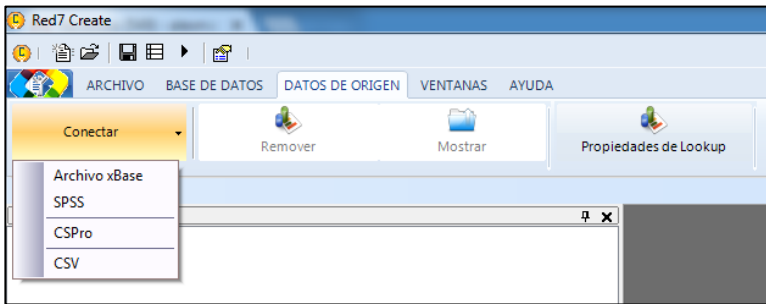 Red7 Create
ARCHIVO BASE DE DATOS DATOS DE ORIGEN VENTANAS AYUDA
Conectar Remover Mostrar Propiedades de Lookup
Archivo xBase
SPSS
CSPro
CSV